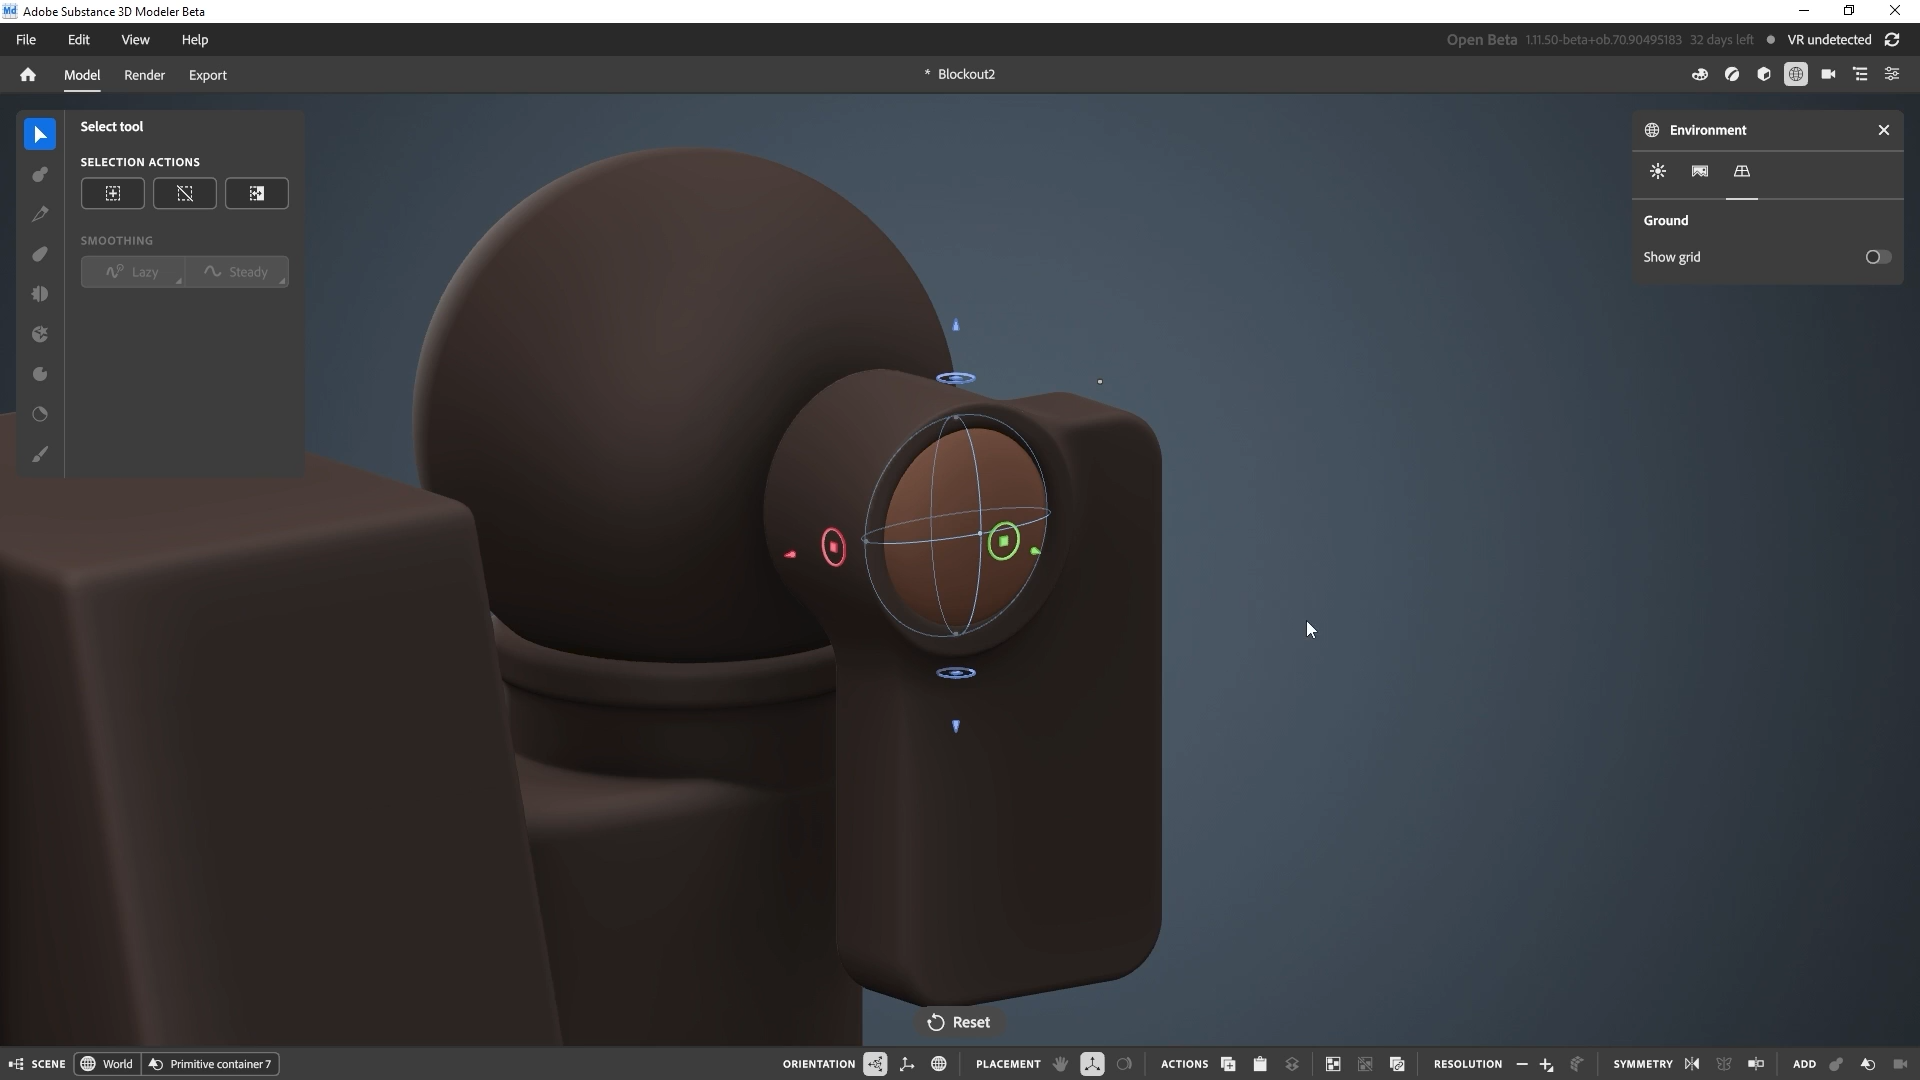 Md Adobe Substance 3D Modeler Beta
File Edit View Help
Open Beta 1.11.50-beta+ob.70.90495183 32 days left VR undetected
Model Render Export
* Blockout2
Select tool
SELECTION ACTIONS
SMOOTHING
Lazy Steady
Environment
Ground
Show grid
Reset
SCENE World Primitive container 7
ORIENTATION PLACEMENT ACTIONS RESOLUTION SYMMETRY ADD